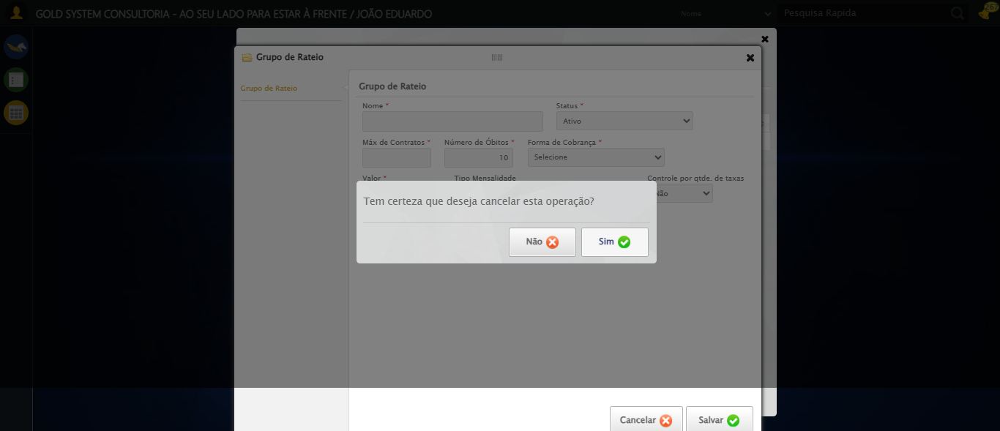 GOLD SYSTEM CONSULTORIA - AO SEU LADO PARA ESTAR À FRENTE / JOÃO EDUARDO
Nome
Pesquisa Rapida
Grupo de Rateio
Grupo de Rateio
Grupo de Rateio
Nome *
Status *
Ativo
Máx de Contratos *
Número de Óbitos *
Forma de Cobrança *
10
Selecione
Valor *
Tipo Mensalidade
Controle por qtde. de taxas
Não
Tem certeza que deseja cancelar esta operação?
Não
Sim
Cancelar
Salvar